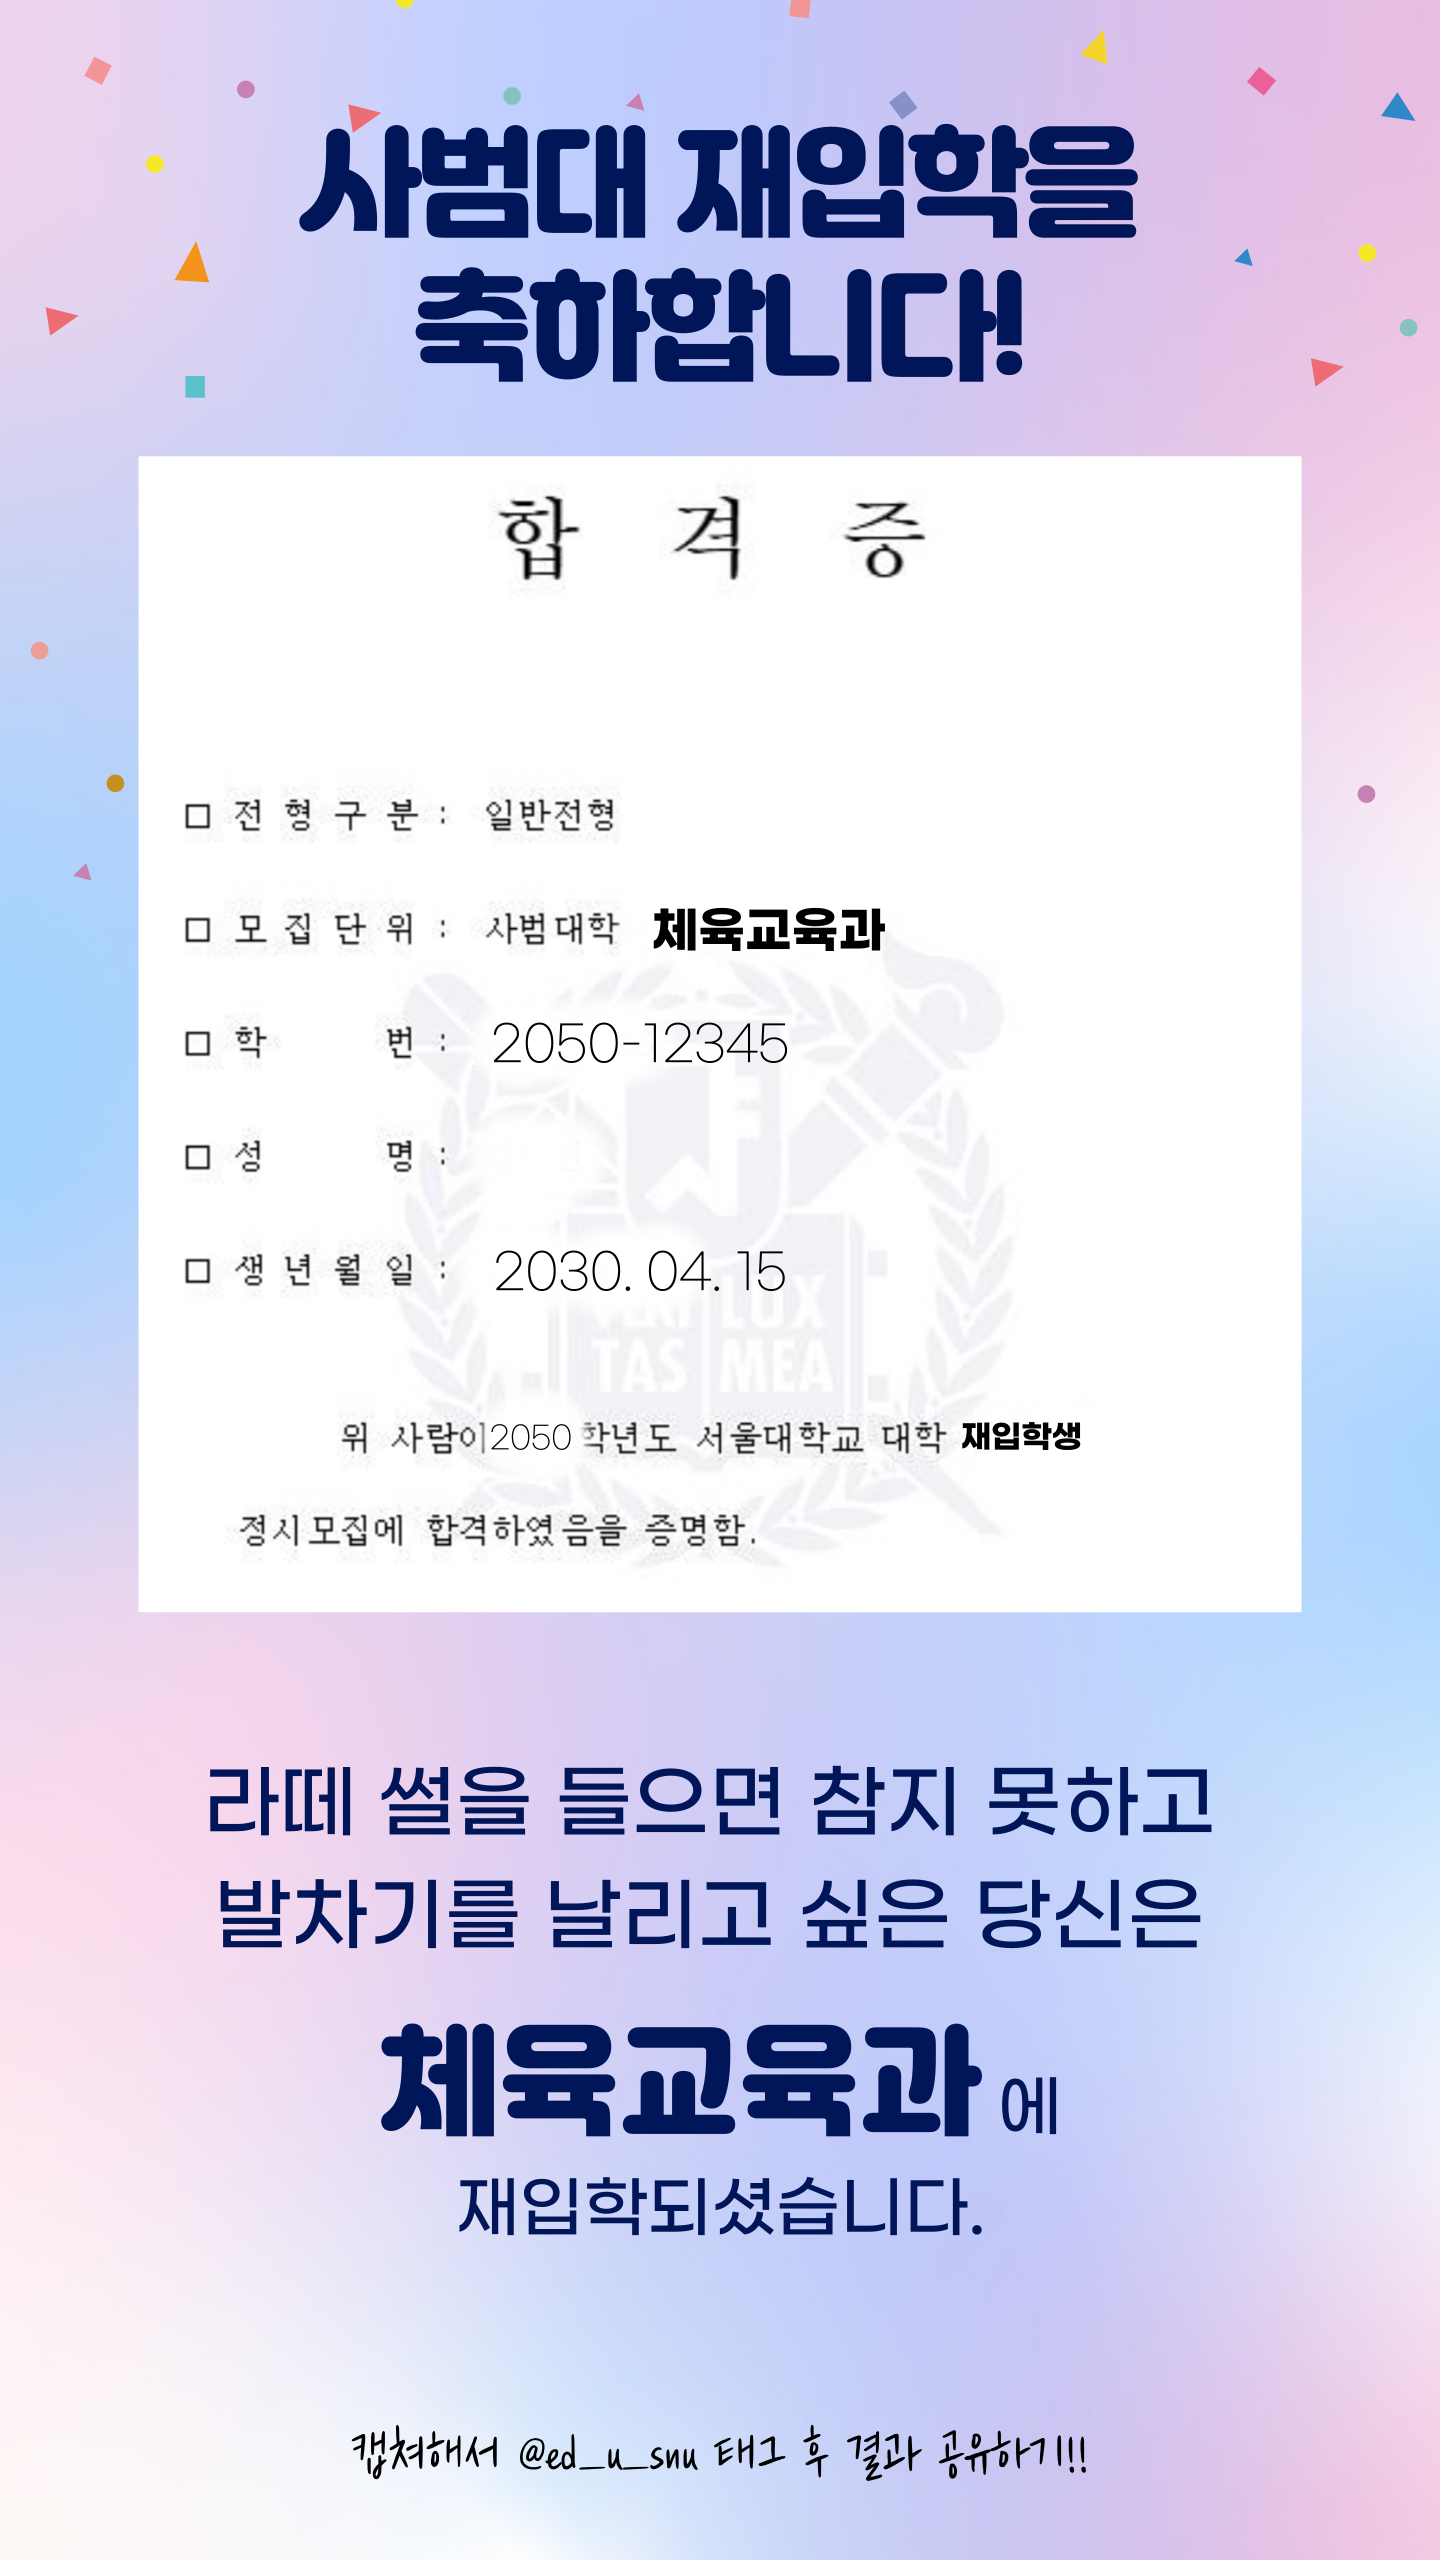 사범대 재입학을
축하합니다!
합 격 증
□ 전 형 구 분 : 일반전형
□ 모 집 단 위 : 사범대학 체육교육과
□ 학 번 : 2050-12345
□ 성 명 :
□ 생 년 월 일 : 2030. 04. 15
VERI LUX
TAS MEA
위 사람이 2050 학년도 서울대학교 대학 재입학생
정시모집에 합격하였음을 증명함.
라떼 썰을 들으면 참지 못하고
발차기를 날리고 싶은 당신은
체육교육과 에
재입학되셨습니다.
캡쳐해서 @ed_u_snu 태그 후 결과 공유하기!!!